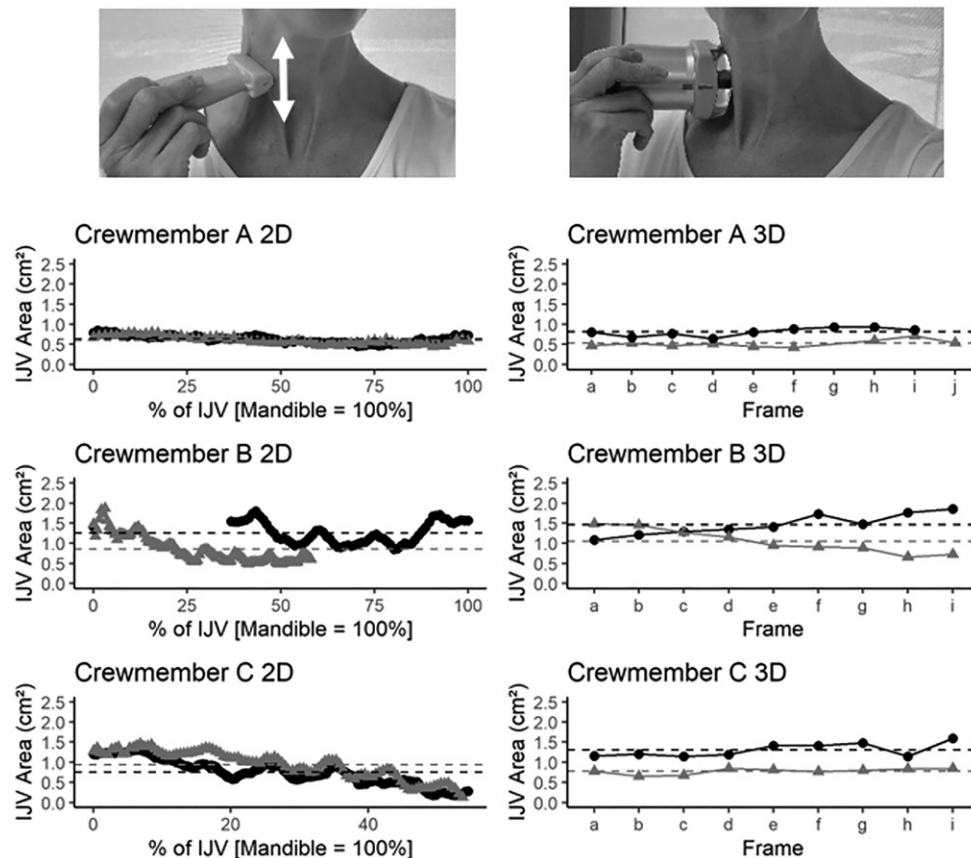 Crewmember A 2D
IJV Area (cm²)
2.5
2.0
1.5
1.0
0.5
0.0
0 25 50 75 100
% of IJV [Mandible = 100%]
Crewmember A 3D
IJV Area (cm²)
2.5
2.0
1.5
1.0
0.5
0.0
a b c d e f g h i j
Frame
Crewmember B 2D
IJV Area (cm²)
2.5
2.0
1.5
1.0
0.5
0.0
0 25 50 75 100
% of IJV [Mandible = 100%]
Crewmember B 3D
IJV Area (cm²)
2.5
2.0
1.5
1.0
0.5
0.0
a b c d e f g h i
Frame
Crewmember C 2D
IJV Area (cm²)
2.5
2.0
1.5
1.0
0.5
0.0
0 20 40
% of IJV [Mandible = 100%]
Crewmember C 3D
IJV Area (cm²)
2.5
2.0
1.5
1.0
0.5
0.0
a b c d e f g h i
Frame